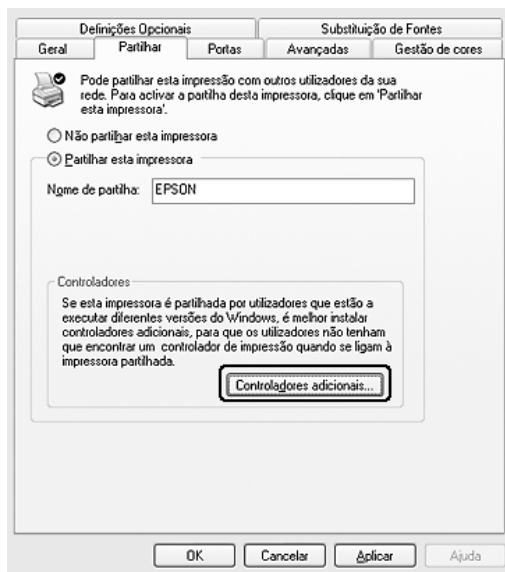 Definições Opcionais
Substituição de Fontes
Geral
Partilhar
Portas
Avançadas
Gestão de cores
Pode partilhar esta impressão com outros utilizadores da sua
rede. Para activar a partilha desta impressora, clique em 'Partilhar
esta impressora'.
Não partilhar esta impressora
Partilhar esta impressora
Nome de partilha:
EPSON
Controladores
Se esta impressora é partilhada por utilizadores que estão a
executar diferentes versões do Windows, é melhor instalar
controladores adicionais, para que os utilizadores não tenham
que encontrar um controlador de impressão quando se ligam à
impressora partilhada.
Controladores adicionais...
OK
Cancelar
Aplicar
Ajuda